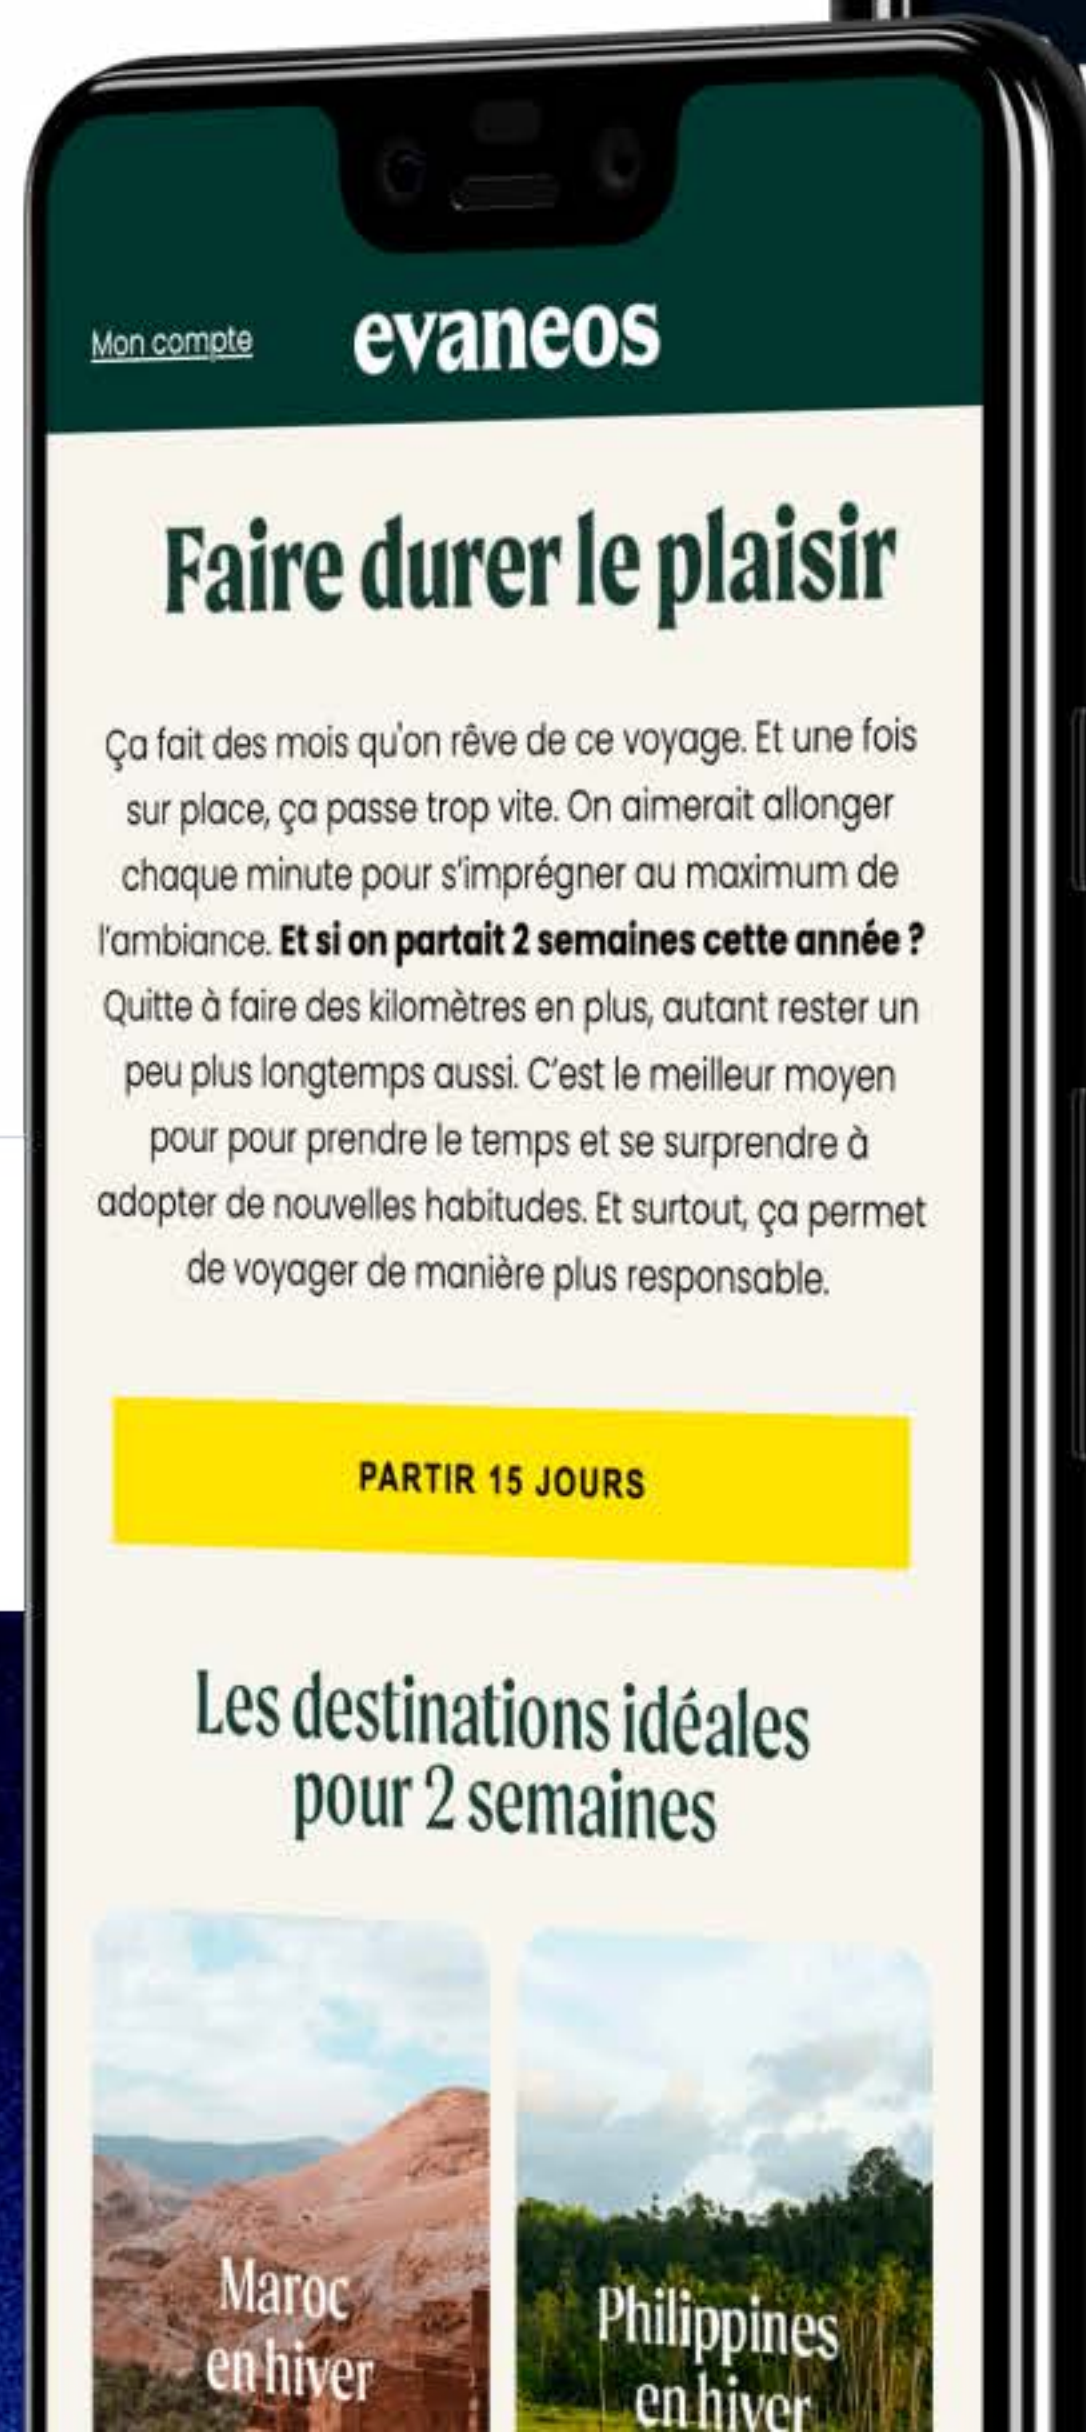 Mon compte
evaneos
Faire durer le plaisir
Ça fait des mois qu'on rêve de ce voyage. Et une fois
sur place, ça passe trop vite. On aimerait allonger
chaque minute pour s'imprégner au maximum de
l'ambiance. Et si on partait 2 semaines cette année ?
Quitte à faire des kilomètres en plus, autant rester un
peu plus longtemps aussi. C'est le meilleur moyen
pour pour prendre le temps et se surprendre à
adopter de nouvelles habitudes. Et surtout, ça permet
de voyager de manière plus responsable.
PARTIR 15 JOURS
Les destinations idéales
pour 2 semaines
Maroc
en hiver
Philippines
en hiver